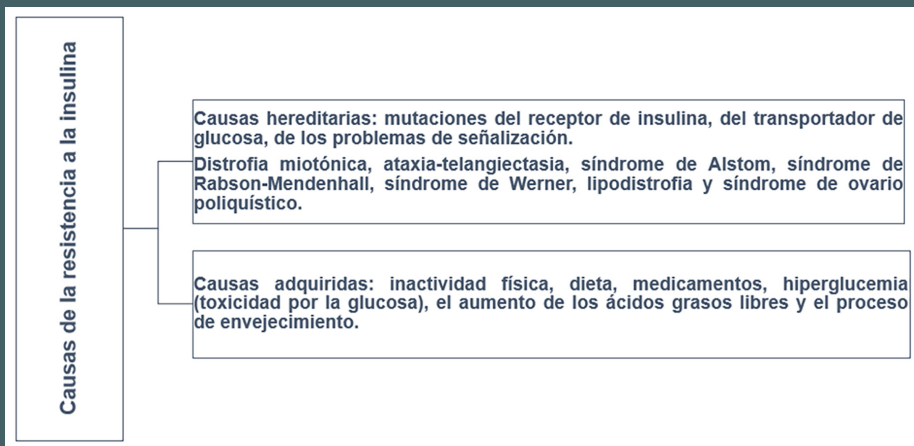 Causas de la resistencia a la insulina
Causas hereditarias: mutaciones del receptor de insulina, del transportador de
glucosa, de los problemas de señalización.
Distrofia miotónica, ataxia-telangiectasia, síndrome de Alstom, síndrome de
Rabson-Mendenhall, síndrome de Werner, lipodistrofia y síndrome de ovario
poliquístico.
Causas adquiridas: inactividad física, dieta, medicamentos, hiperglucemia
(toxicidad por la glucosa), el aumento de los ácidos grasos libres y el proceso
de envejecimiento.